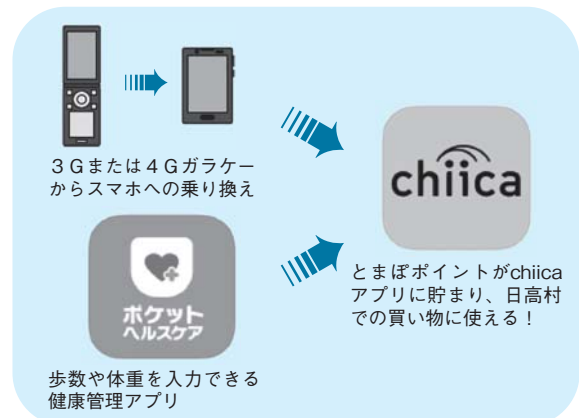 ３Gまたは４Gガラケー
からスマホへの乗り換え
chiica
とまぽポイントがchiica
アプリに貯まり、日高村
での買い物に使える！
ポケット
ヘルスケア
歩数や体重を入力できる
健康管理アプリ